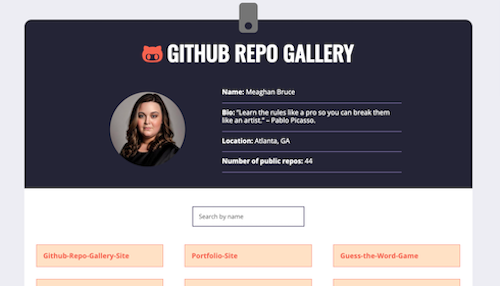 GITHUB REPO GALLERY
Name: Meaghan Bruce
Bio: “Learn the rules like a pro so you can break them
like an artist.” – Pablo Picasso.
Location: Atlanta, GA
Number of public repos: 44
Search by name
Github-Repo-Gallery-Site
Portfolio-Site
Guess-the-Word-Game